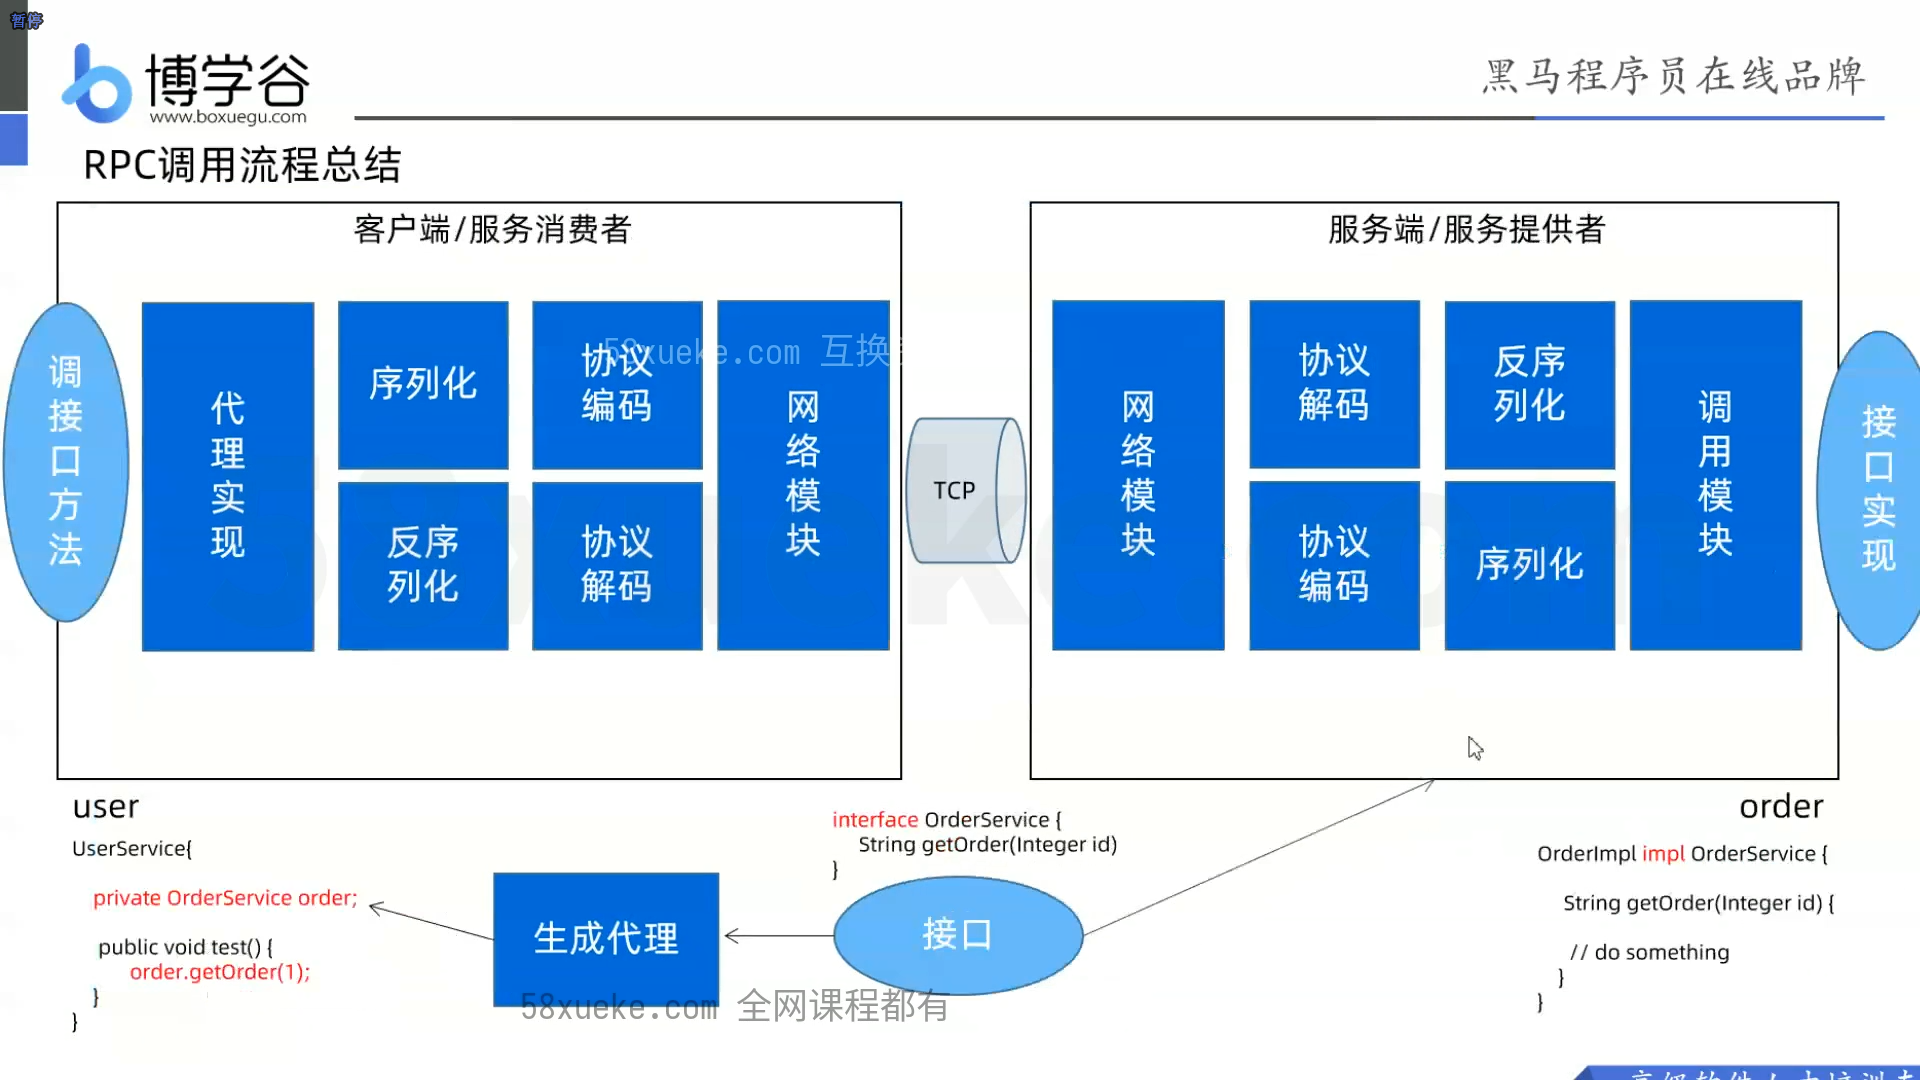 暂停
博学谷
www.boxuegu.com
黑马程序员在线品牌
RPC调用流程总结
客户端/服务消费者
服务端/服务提供者
调接口方法
代理实现
序列化
协议
编码
反序
列化
协议
解码
网络模块
TCP
网络模块
协议
解码
反序
列化
协议
编码
序列化
调用模块
接口实现
58xueke.com 互换
user
UserService{
private OrderService order;
public void test() {
order.getOrder(1);
}
}
生成代理
interface OrderService {
String getOrder(Integer id)
}
接口
order
OrderImpl impl OrderService {
String getOrder(Integer id) {
// do something
}
}
58xueke.com 全网课程都有